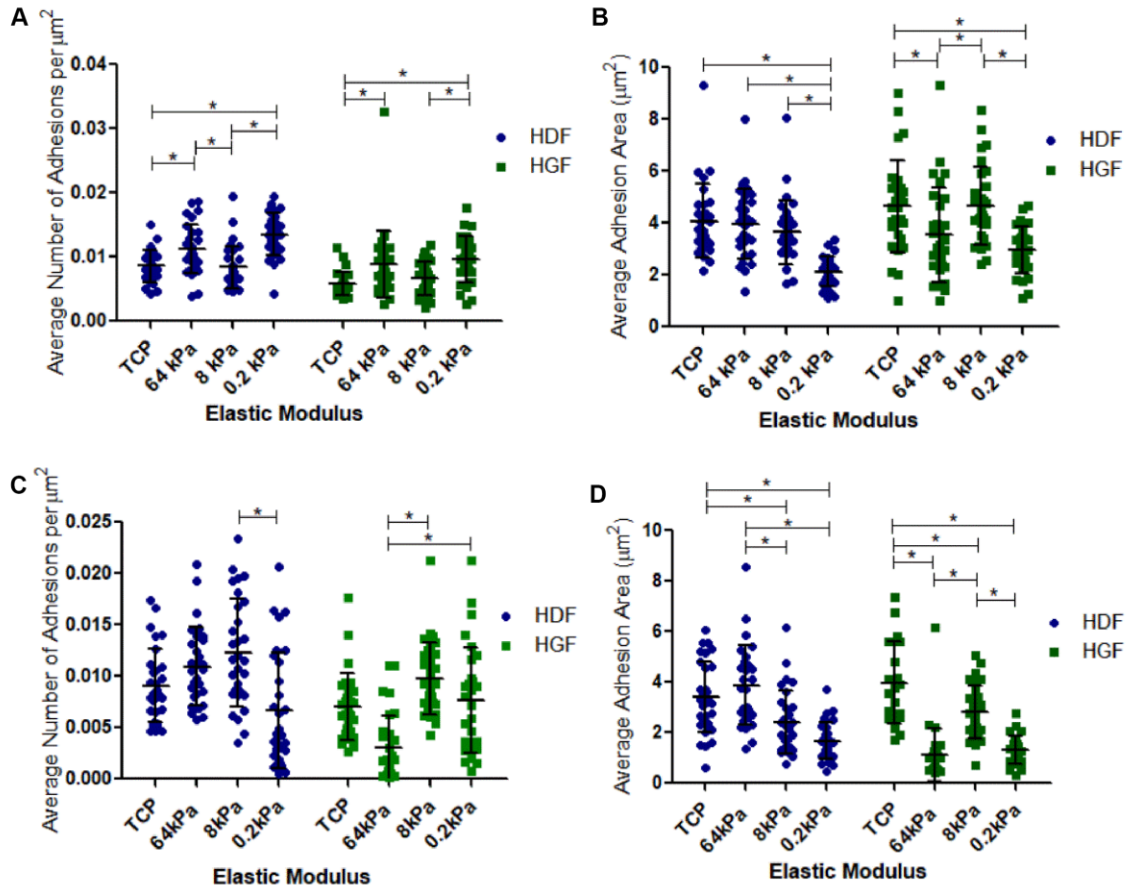 A
Average Number of Adhesions per μm²
0.04
0.03
0.02
0.01
0.00
* * * * * * *
HDF
HGF
TCP 64 kPa 8 kPa 0.2 kPa TCP 64 kPa 8 kPa 0.2 kPa
Elastic Modulus
B
Average Adhesion Area (μm²)
10
8
6
4
2
0
* * * * * * *
HDF
HGF
TCP 64 kPa 8 kPa 0.2 kPa TCP 64 kPa 8 kPa 0.2 kPa
Elastic Modulus
C
Average Number of Adhesions per μm²
0.025
0.020
0.015
0.010
0.005
0.000
* * *
HDF
HGF
TCP 64kPa 8kPa 0.2kPa TCP 64kPa 8kPa 0.2kPa
Elastic Modulus
D
Average Adhesion Area (μm²)
10
8
6
4
2
0
* * * * * * * * *
HDF
HGF
TCP 64kPa 8kPa 0.2kPa TCP 64kPa 8kPa 0.2kPa
Elastic Modulus